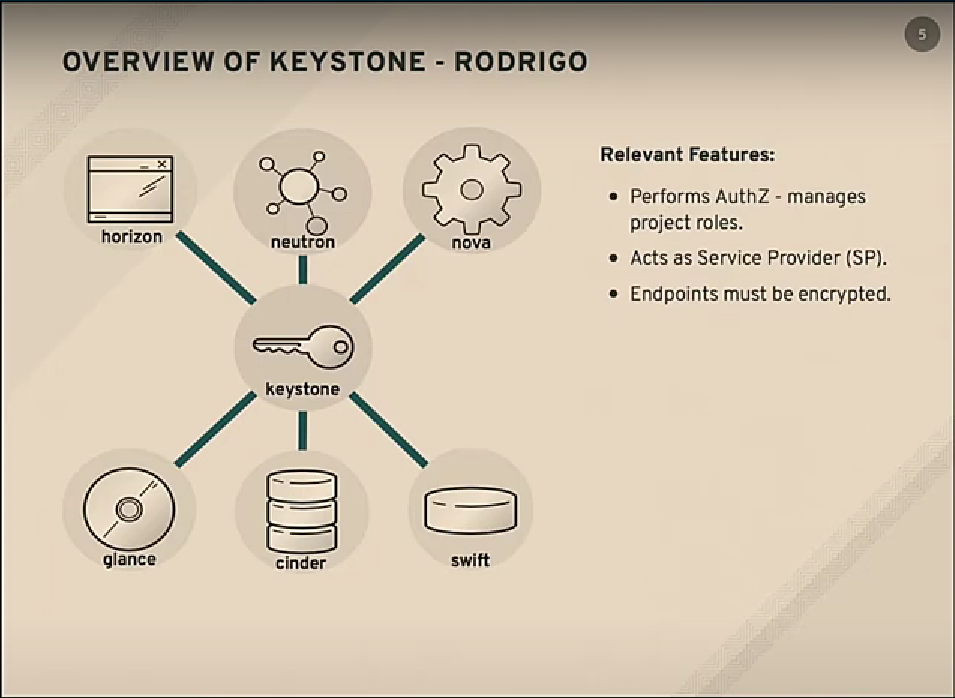 5
OVERVIEW OF KEYSTONE - RODRIGO
horizon
neutron
nova
keystone
glance
cinder
swift
Relevant Features:
• Performs AuthZ - manages
project roles.
• Acts as Service Provider (SP).
• Endpoints must be encrypted.